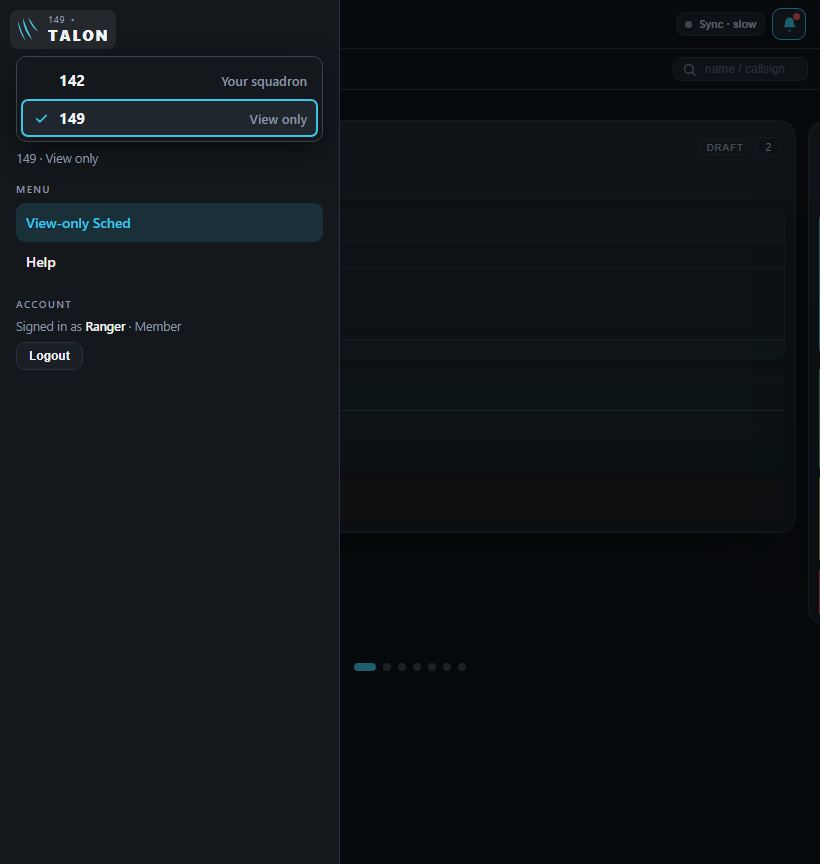 149
TALON
Sync · slow
name / callsign
142 Your squadron
149 View only
149 · View only
DRAFT 2
MENU
View-only Sched
Help
ACCOUNT
Signed in as Ranger · Member
Logout